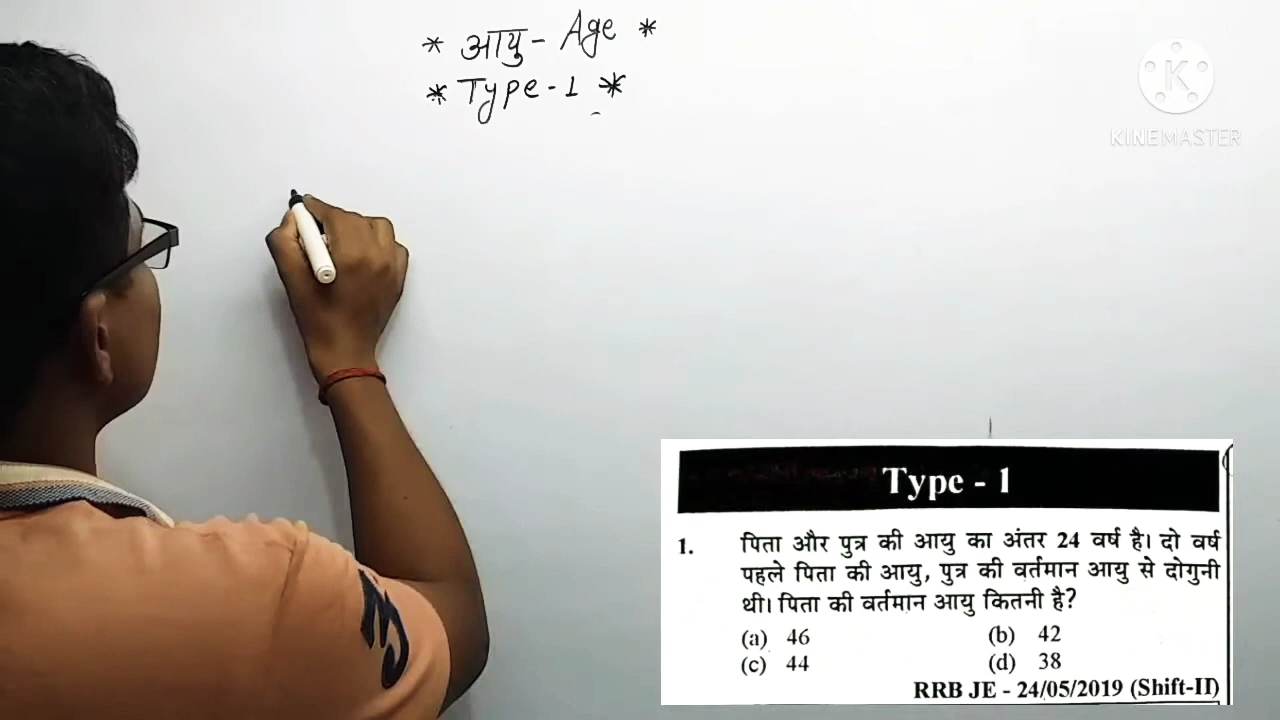 * आयु - Age *
* Type - 1 *
K
KINEMASTER
Type - 1
1. पिता और पुत्र की आयु का अंतर 24 वर्ष है। दो वर्ष
पहले पिता की आयु, पुत्र की वर्तमान आयु से दोगुनी
थी। पिता की वर्तमान आयु कितनी है?
(a) 46 (b) 42
(c) 44 (d) 38
RRB JE - 24/05/2019 (Shift-II)